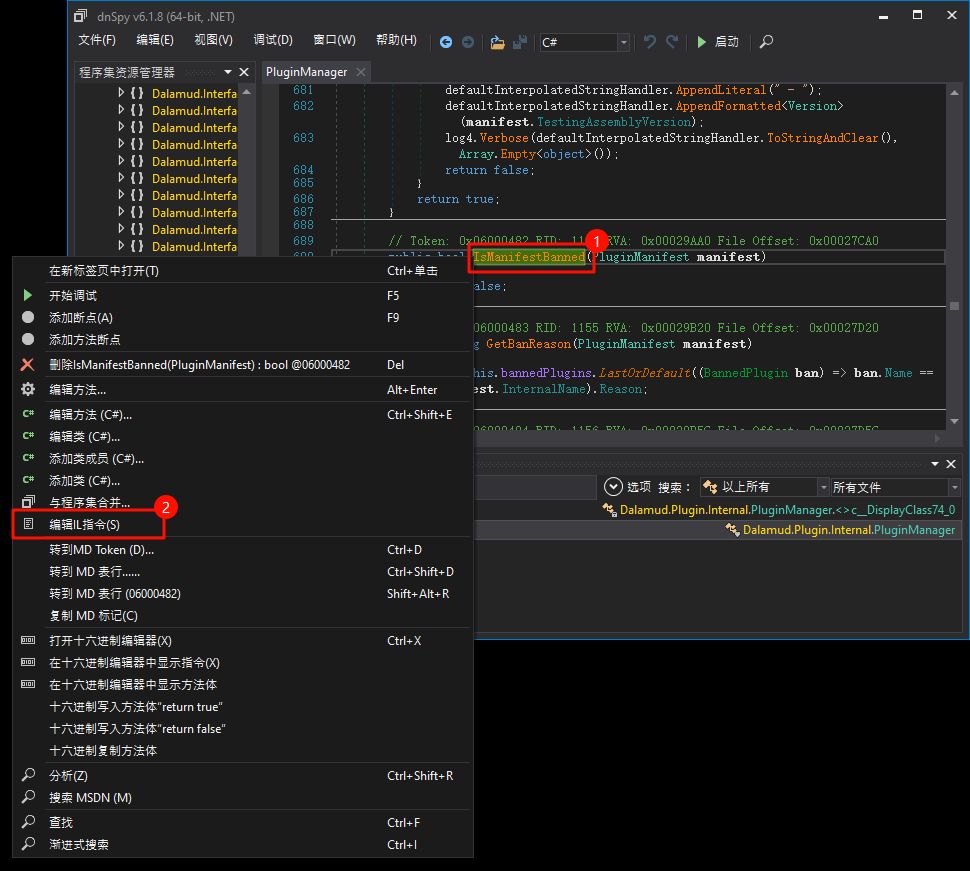 dnSpy v6.1.8 (64-bit, .NET)
文件(F) 编辑(E) 视图(V) 调试(D) 窗口(W) 帮助(H) C# 启动
程序集资源管理器
PluginManager
Dalamud.Interfa
Dalamud.Interfa
Dalamud.Interfa
Dalamud.Interfa
Dalamud.Interfa
Dalamud.Interfa
Dalamud.Interfa
Dalamud.Interfa
Dalamud.Interfa
Dalamud.Interfa
681 defaultInterpolatedStringHandler.AppendLiteral(" - ");
682 defaultInterpolatedStringHandler.AppendFormatted<Version>
(manifest.TestingAssemblyVersion);
683 log4.Verbose(defaultInterpolatedStringHandler.ToStringAndClear(),
Array.Empty<object>());
684 return false;
685 }
686 return true;
687 }
688
689 // Token: 0x06000482 RID: 11 RVA: 0x00029AA0 File Offset: 0x00027CA0
IsManifestBanned(PluginManifest manifest)
1
alse;
06000483 RID: 1155 RVA: 0x00029B20 File Offset: 0x00027D20
g GetBanReason(PluginManifest manifest)
his.bannedPlugins.LastOrDefault((BannedPlugin ban) => ban.Name ==
est.InternalName).Reason;
在新标签页中打开(T) Ctrl+单击
开始调试 F5
添加断点(A) F9
添加方法断点
删除IsManifestBanned(PluginManifest) : bool @06000482 Del
编辑方法... Alt+Enter
C# 编辑方法 (C#)... Ctrl+Shift+E
C# 编辑类 (C#)...
C# 添加类成员 (C#)...
C# 添加类 (C#)...
与程序集合并...
2
编辑IL指令(S)
转到MD Token (D)... Ctrl+D
转到 MD 表行...... Ctrl+Shift+D
转到 MD 表行 (06000482) Shift+Alt+R
复制 MD 标记(C)
打开十六进制编辑器(X) Ctrl+X
在十六进制编辑器中显示指令(X)
在十六进制编辑器中显示方法体
十六进制写入方法体“return true”
十六进制写入方法体“return false”
十六进制复制方法体
分析(Z) Ctrl+Shift+R
搜索 MSDN (M)
查找 Ctrl+F
渐进式搜索 Ctrl+I
选项 搜索： 以上所有 所有文件
Dalamud.Plugin.Internal.PluginManager.<>c__DisplayClass74_0
Dalamud.Plugin.Internal.PluginManager